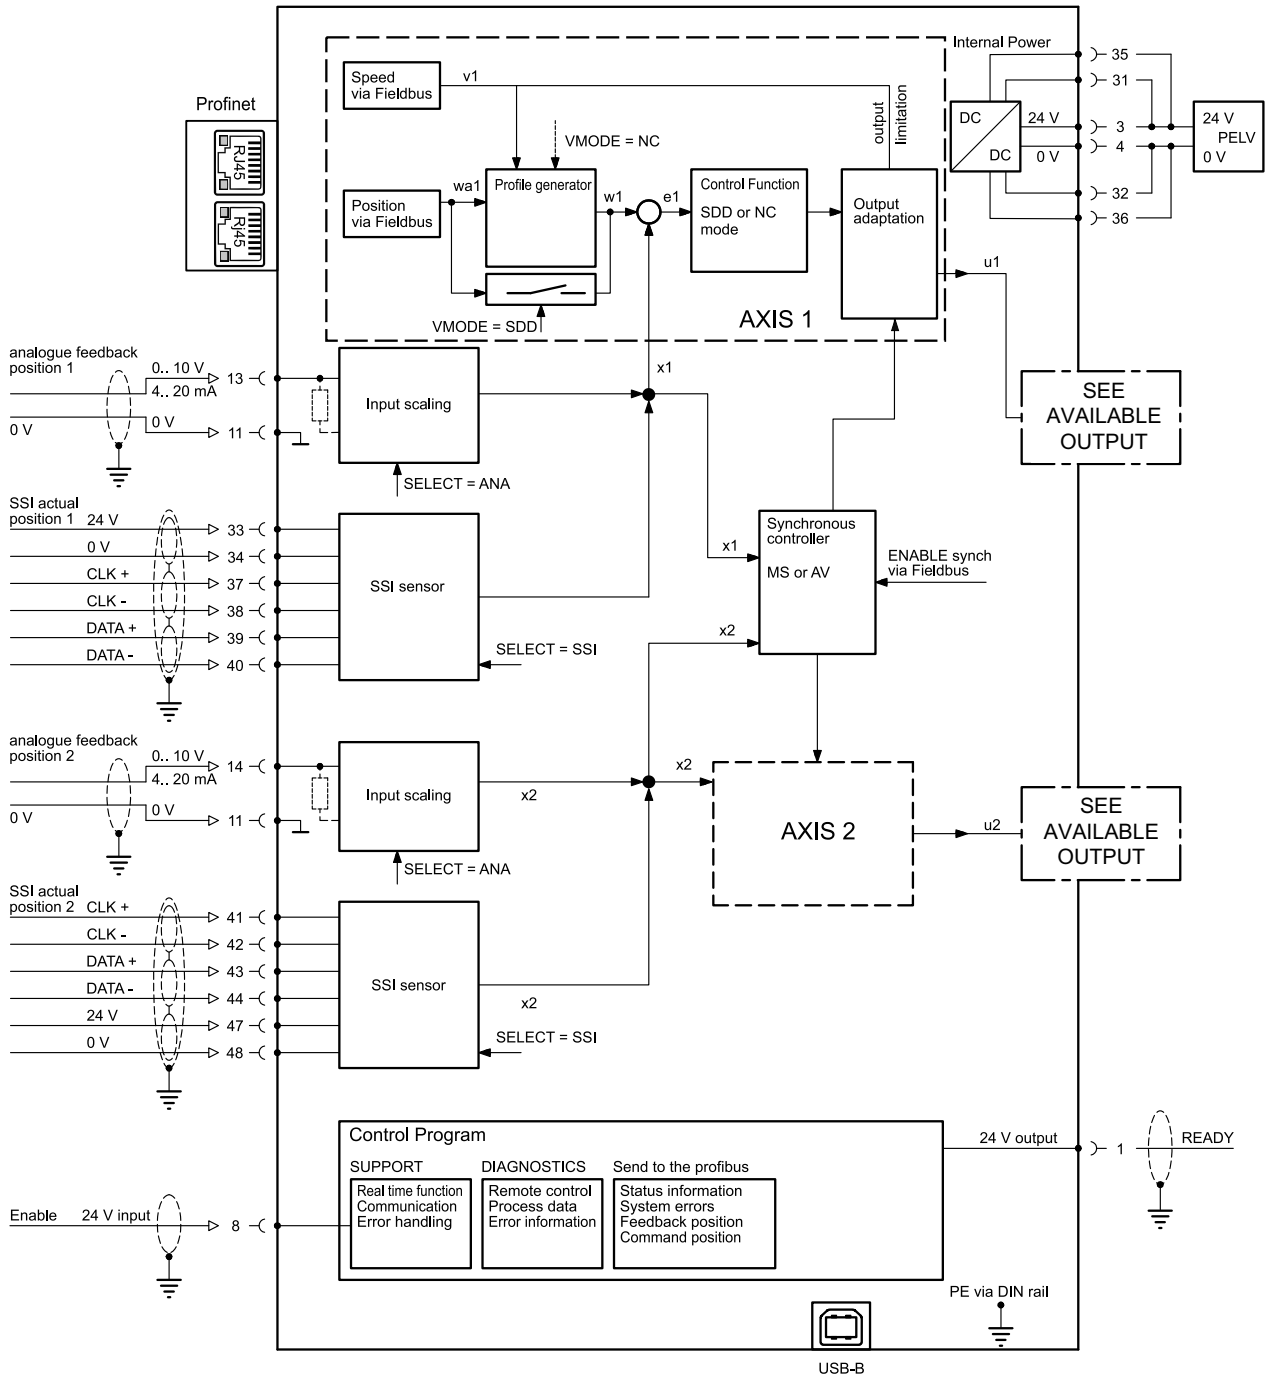 Internal Power
35
31
3
4
32
36
DC
DC
24 V
0 V
24 V
PELV
0 V
Profinet
RJ45
Rj45
Speed
via Fieldbus
v1
VMODE = NC
output
limitation
Position
via Fieldbus
wa1
Profile generator
w1
e1
Control Function
SDD or NC
mode
Output
adaptation
VMODE = SDD
AXIS 1
u1
SEE
AVAILABLE
OUTPUT
analogue feedback
position 1
0.. 10 V
4.. 20 mA
0 V
0 V
13
11
Input scaling
SELECT = ANA
x1
SSI actual
position 1
24 V
0 V
CLK +
CLK -
DATA +
DATA -
33
34
37
38
39
40
SSI sensor
SELECT = SSI
x1
x2
Synchronous
controller
MS or AV
ENABLE synch
via Fieldbus
analogue feedback
position 2
0.. 10 V
4.. 20 mA
0 V
0 V
14
11
Input scaling
SELECT = ANA
x2
x2
AXIS 2
u2
SEE
AVAILABLE
OUTPUT
SSI actual
position 2
CLK +
CLK -
DATA +
DATA -
24 V
0 V
41
42
43
44
47
48
SSI sensor
x2
SELECT = SSI
Control Program
SUPPORT
Real time function
Communication
Error handling
DIAGNOSTICS
Remote control
Process data
Error information
Send to the profibus
Status information
System errors
Feedback position
Command position
24 V output
1
READY
Enable
24 V input
8
PE via DIN rail
USB-B